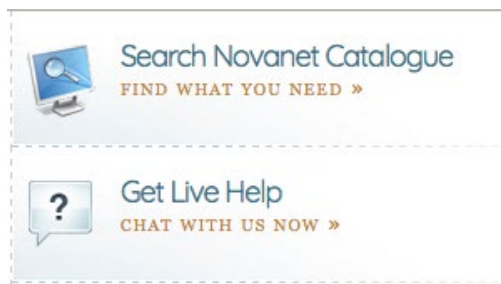 Search Novanet Catalogue
FIND WHAT YOU NEED »
?
Get Live Help
CHAT WITH US NOW »